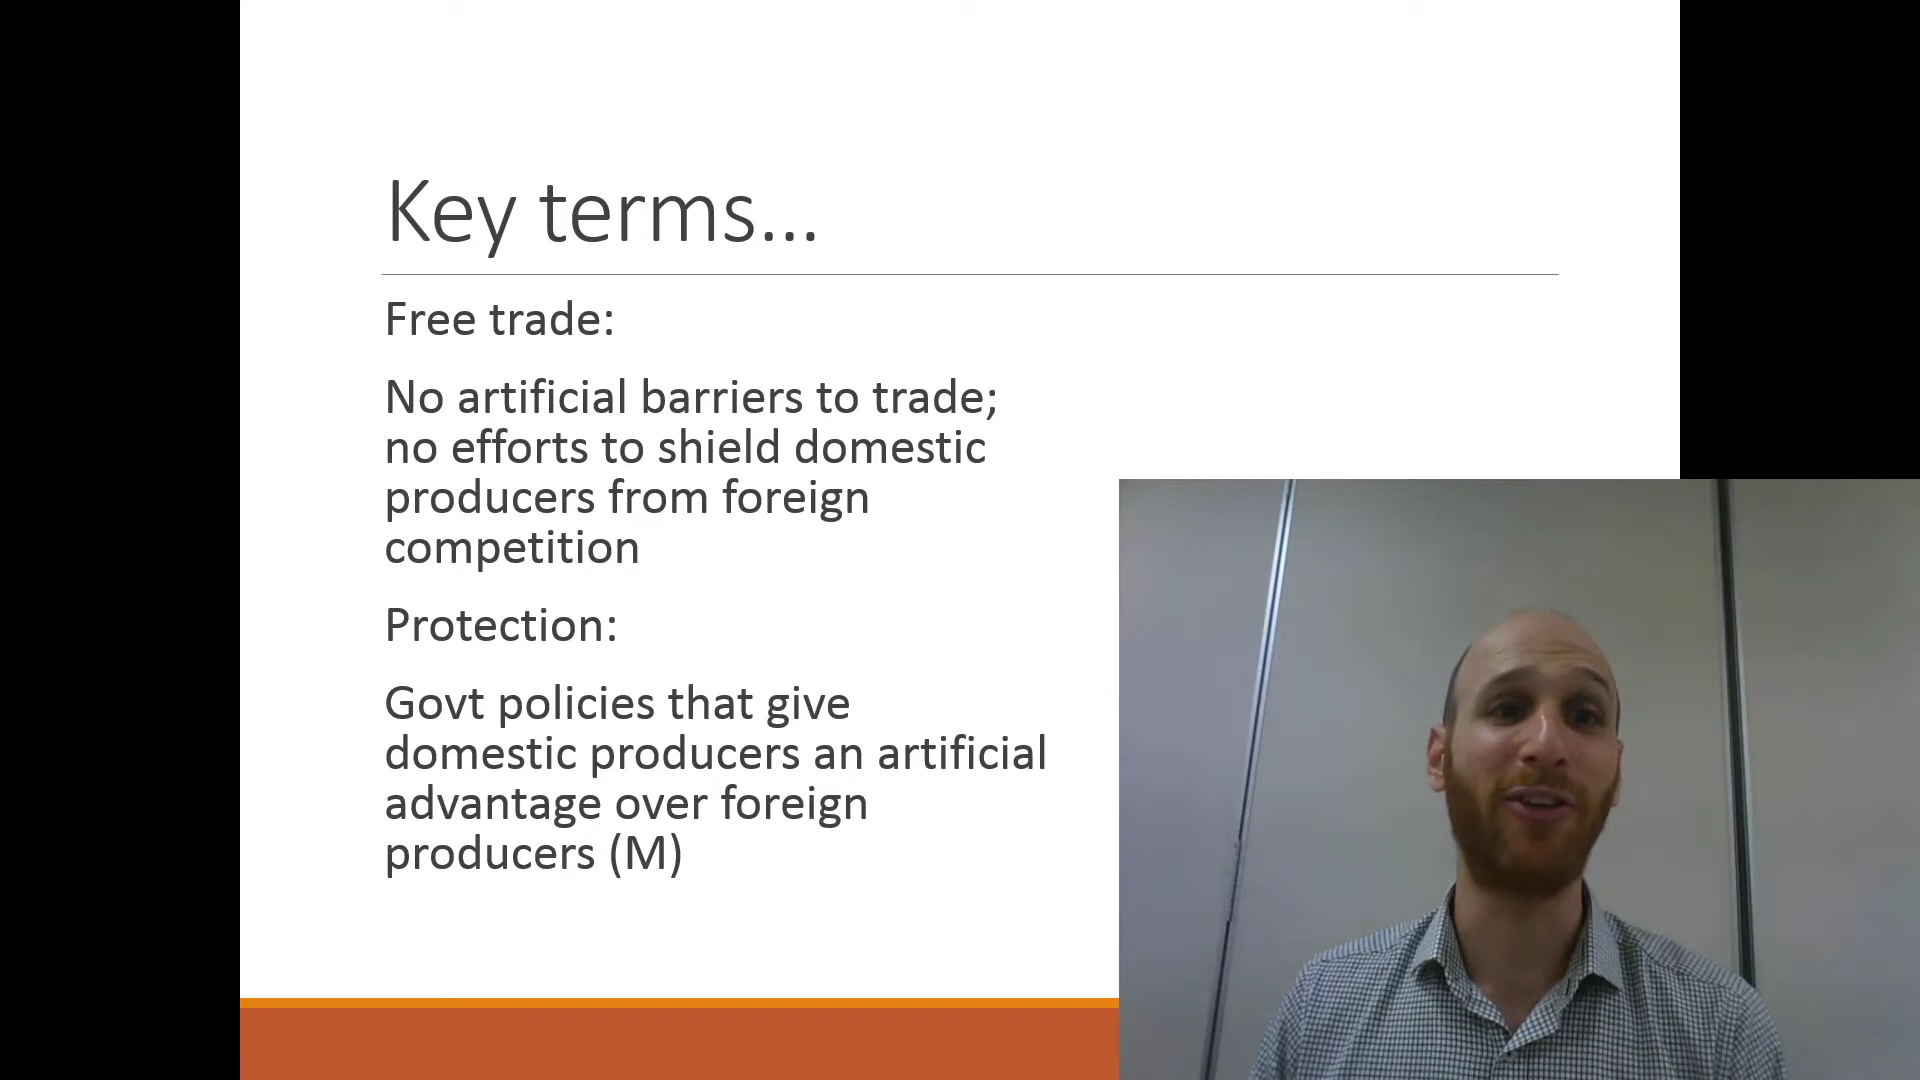 Key terms...
Free trade:
No artificial barriers to trade;
no efforts to shield domestic
producers from foreign
competition
Protection:
Govt policies that give
domestic producers an artificial
advantage over foreign
producers (M)